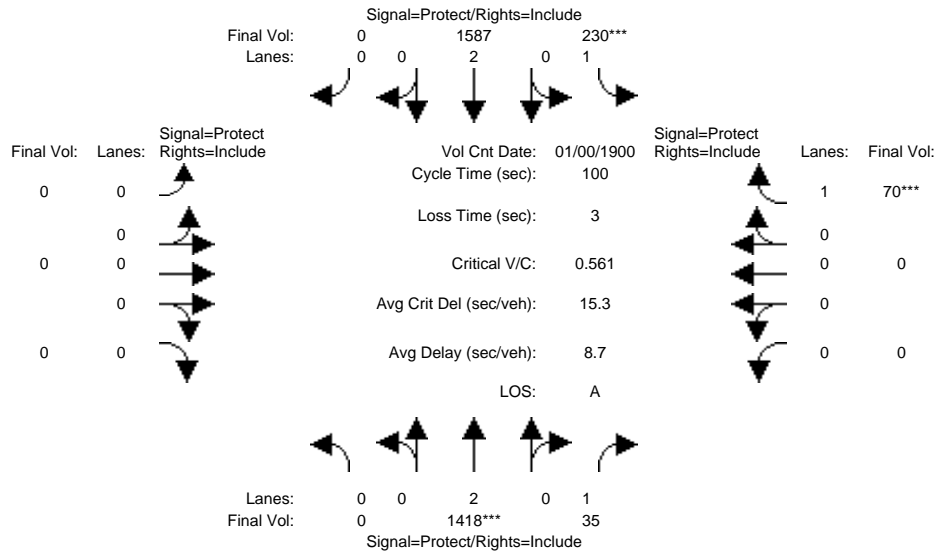 Signal=Protect/Rights=Include
Final Vol: 0 1587 230***
Lanes: 0 0 2 0 1
Signal=Protect Signal=Protect
Final Vol: Lanes: Rights=Include Vol Cnt Date: 01/00/1900 Rights=Include Lanes: Final Vol:
Cycle Time (sec): 100
0 0 1 70***
Loss Time (sec): 3
0 0
0 0 Critical V/C: 0.561 0 0
0 Avg Crit Del (sec/veh): 15.3 0
0 0 Avg Delay (sec/veh): 8.7 0 0
LOS: A
Lanes: 0 0 2 0 1
Final Vol: 0 1418*** 35
Signal=Protect/Rights=Include